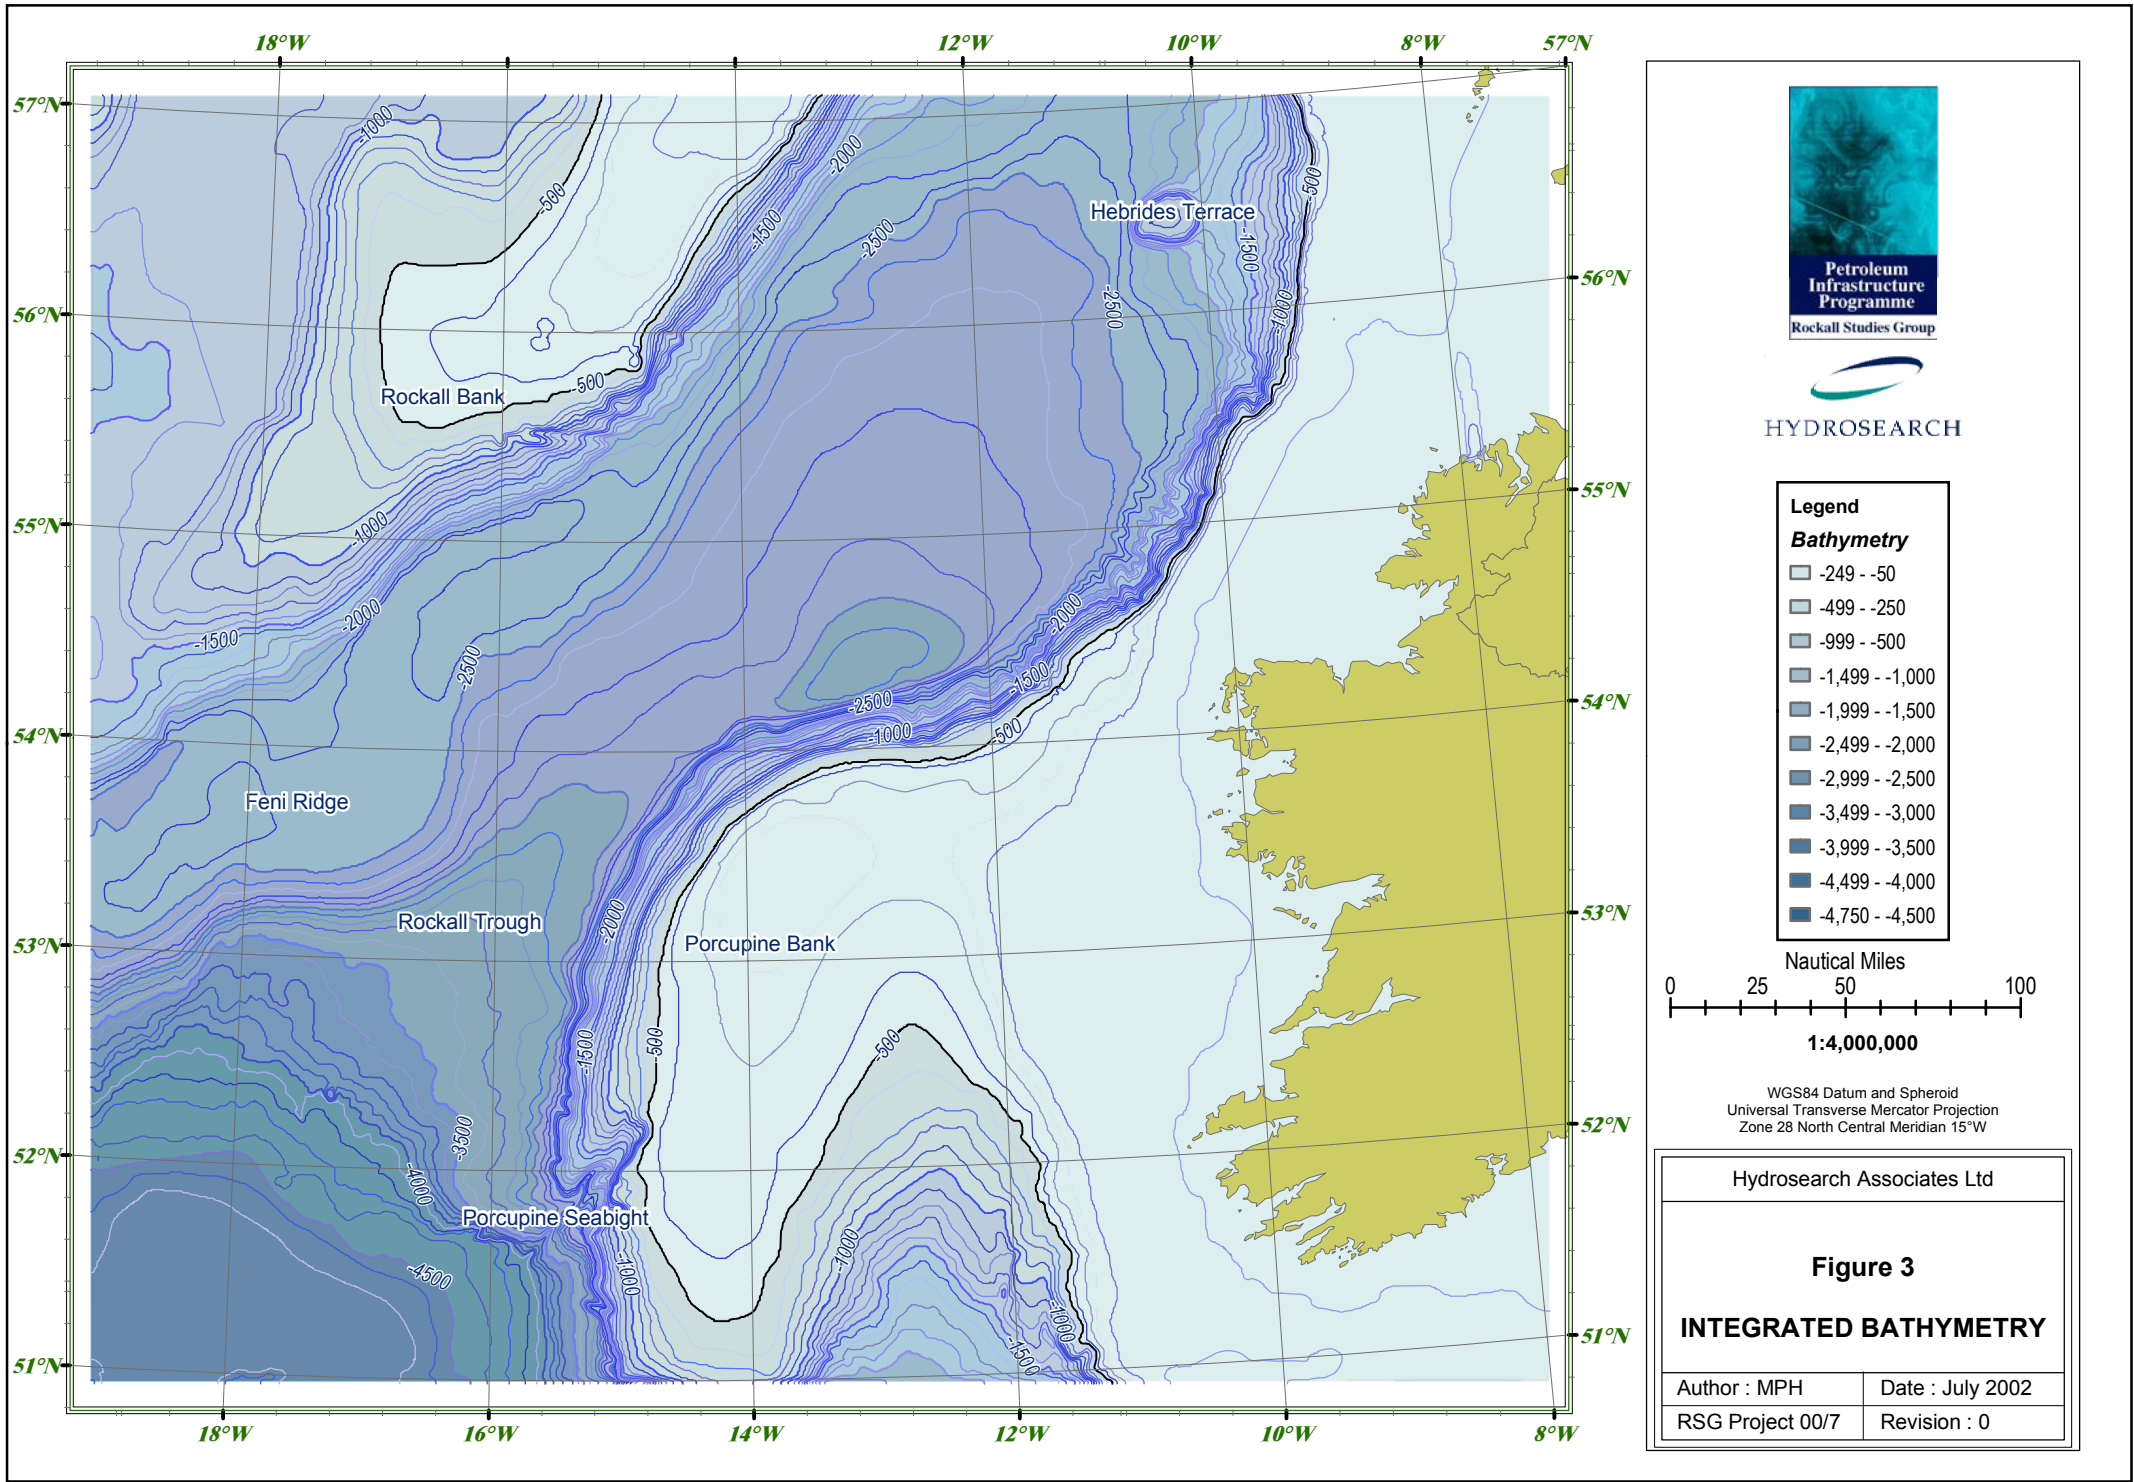 18°W
12°W
10°W
8°W
57°N
57°N
56°N
55°N
54°N
53°N
52°N
51°N
56°N
55°N
54°N
53°N
52°N
51°N
18°W
16°W
14°W
12°W
10°W
8°W
-1000
-500
-2000
-1500
-2500
Hebrides Terrace
-500
-1500
-2500
-1000
-500
Rockall Bank
-1000
-2000
-1500
-2500
-2000
-1500
-2500
-1000
-500
Feni Ridge
Rockall Trough
-2000
Porcupine Bank
-1500
-500
-500
-3500
-4000
Porcupine Seabight
-1000
-4500
-1000
-1000
-1500
Petroleum
Infrastructure
Programme
Rockall Studies Group
HYDROSEARCH
Legend
Bathymetry
-249 - -50
-499 - -250
-999 - -500
-1,499 - -1,000
-1,999 - -1,500
-2,499 - -2,000
-2,999 - -2,500
-3,499 - -3,000
-3,999 - -3,500
-4,499 - -4,000
-4,750 - -4,500
Nautical Miles
0 25 50 100
1:4,000,000
WGS84 Datum and Spheroid
Universal Transverse Mercator Projection
Zone 28 North Central Meridian 15°W
Hydrosearch Associates Ltd
Figure 3
INTEGRATED BATHYMETRY
Author : MPH
Date : July 2002
RSG Project 00/7
Revision : 0